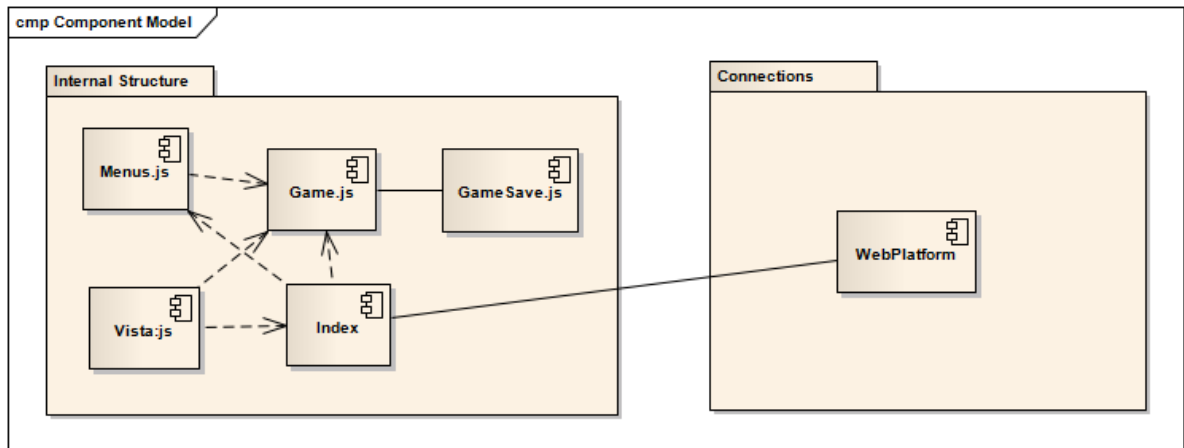 cmp Component Model
Internal Structure
Connections
Menus.js
Game.js
GameSave.js
WebPlatform
Vista:js
Index